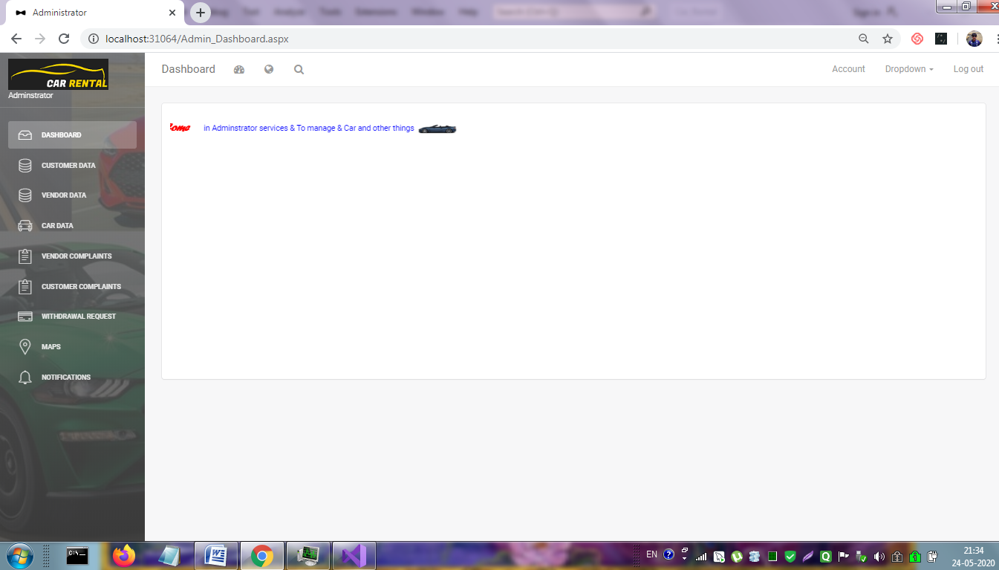 Administrator
localhost:31064/Admin_Dashboard.aspx
CAR RENTAL
Adminstrator
Dashboard
Account
Dropdown
Log out
DASHBOARD
CUSTOMER DATA
VENDOR DATA
CAR DATA
VENDOR COMPLAINTS
CUSTOMER COMPLAINTS
WITHDRAWAL REQUEST
MAPS
NOTIFICATIONS
in Adminstrator services & To manage & Car and other things
EN
21:34
24-05-2020